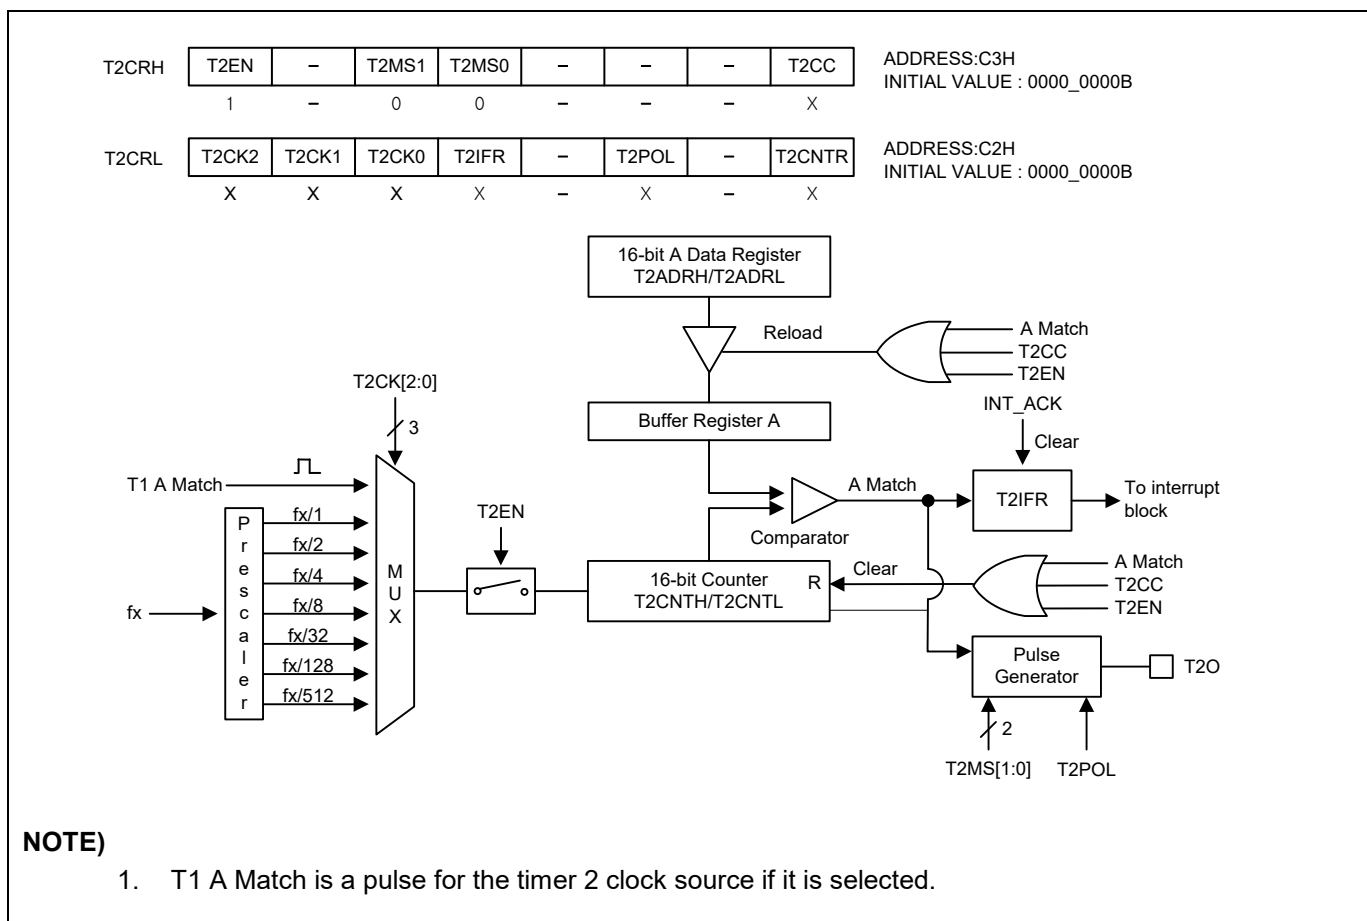 T2CRH T2EN – T2MS1 T2MS0 – – – T2CC ADDRESS:C3H
INITIAL VALUE : 0000_0000B
1 – 0 0 – – – X
T2CRL T2CK2 T2CK1 T2CK0 T2IFR – T2POL – T2CNTR ADDRESS:C2H
INITIAL VALUE : 0000_0000B
X X X X – X – X
16-bit A Data Register
T2ADRH/T2ADRL
Reload
A Match
T2CC
T2EN
T2CK[2:0]
3
Buffer Register A
INT_ACK
Clear
T1 A Match
A Match
T2IFR
To interrupt
block
Comparator
fx
Prescaler
fx/1
fx/2
fx/4
fx/8
fx/32
fx/128
fx/512
MUX
T2EN
16-bit Counter
T2CNTH/T2CNTL
R
Clear
A Match
T2CC
T2EN
Pulse
Generator
T2O
2
T2MS[1:0]
T2POL
NOTE)
1. T1 A Match is a pulse for the timer 2 clock source if it is selected.